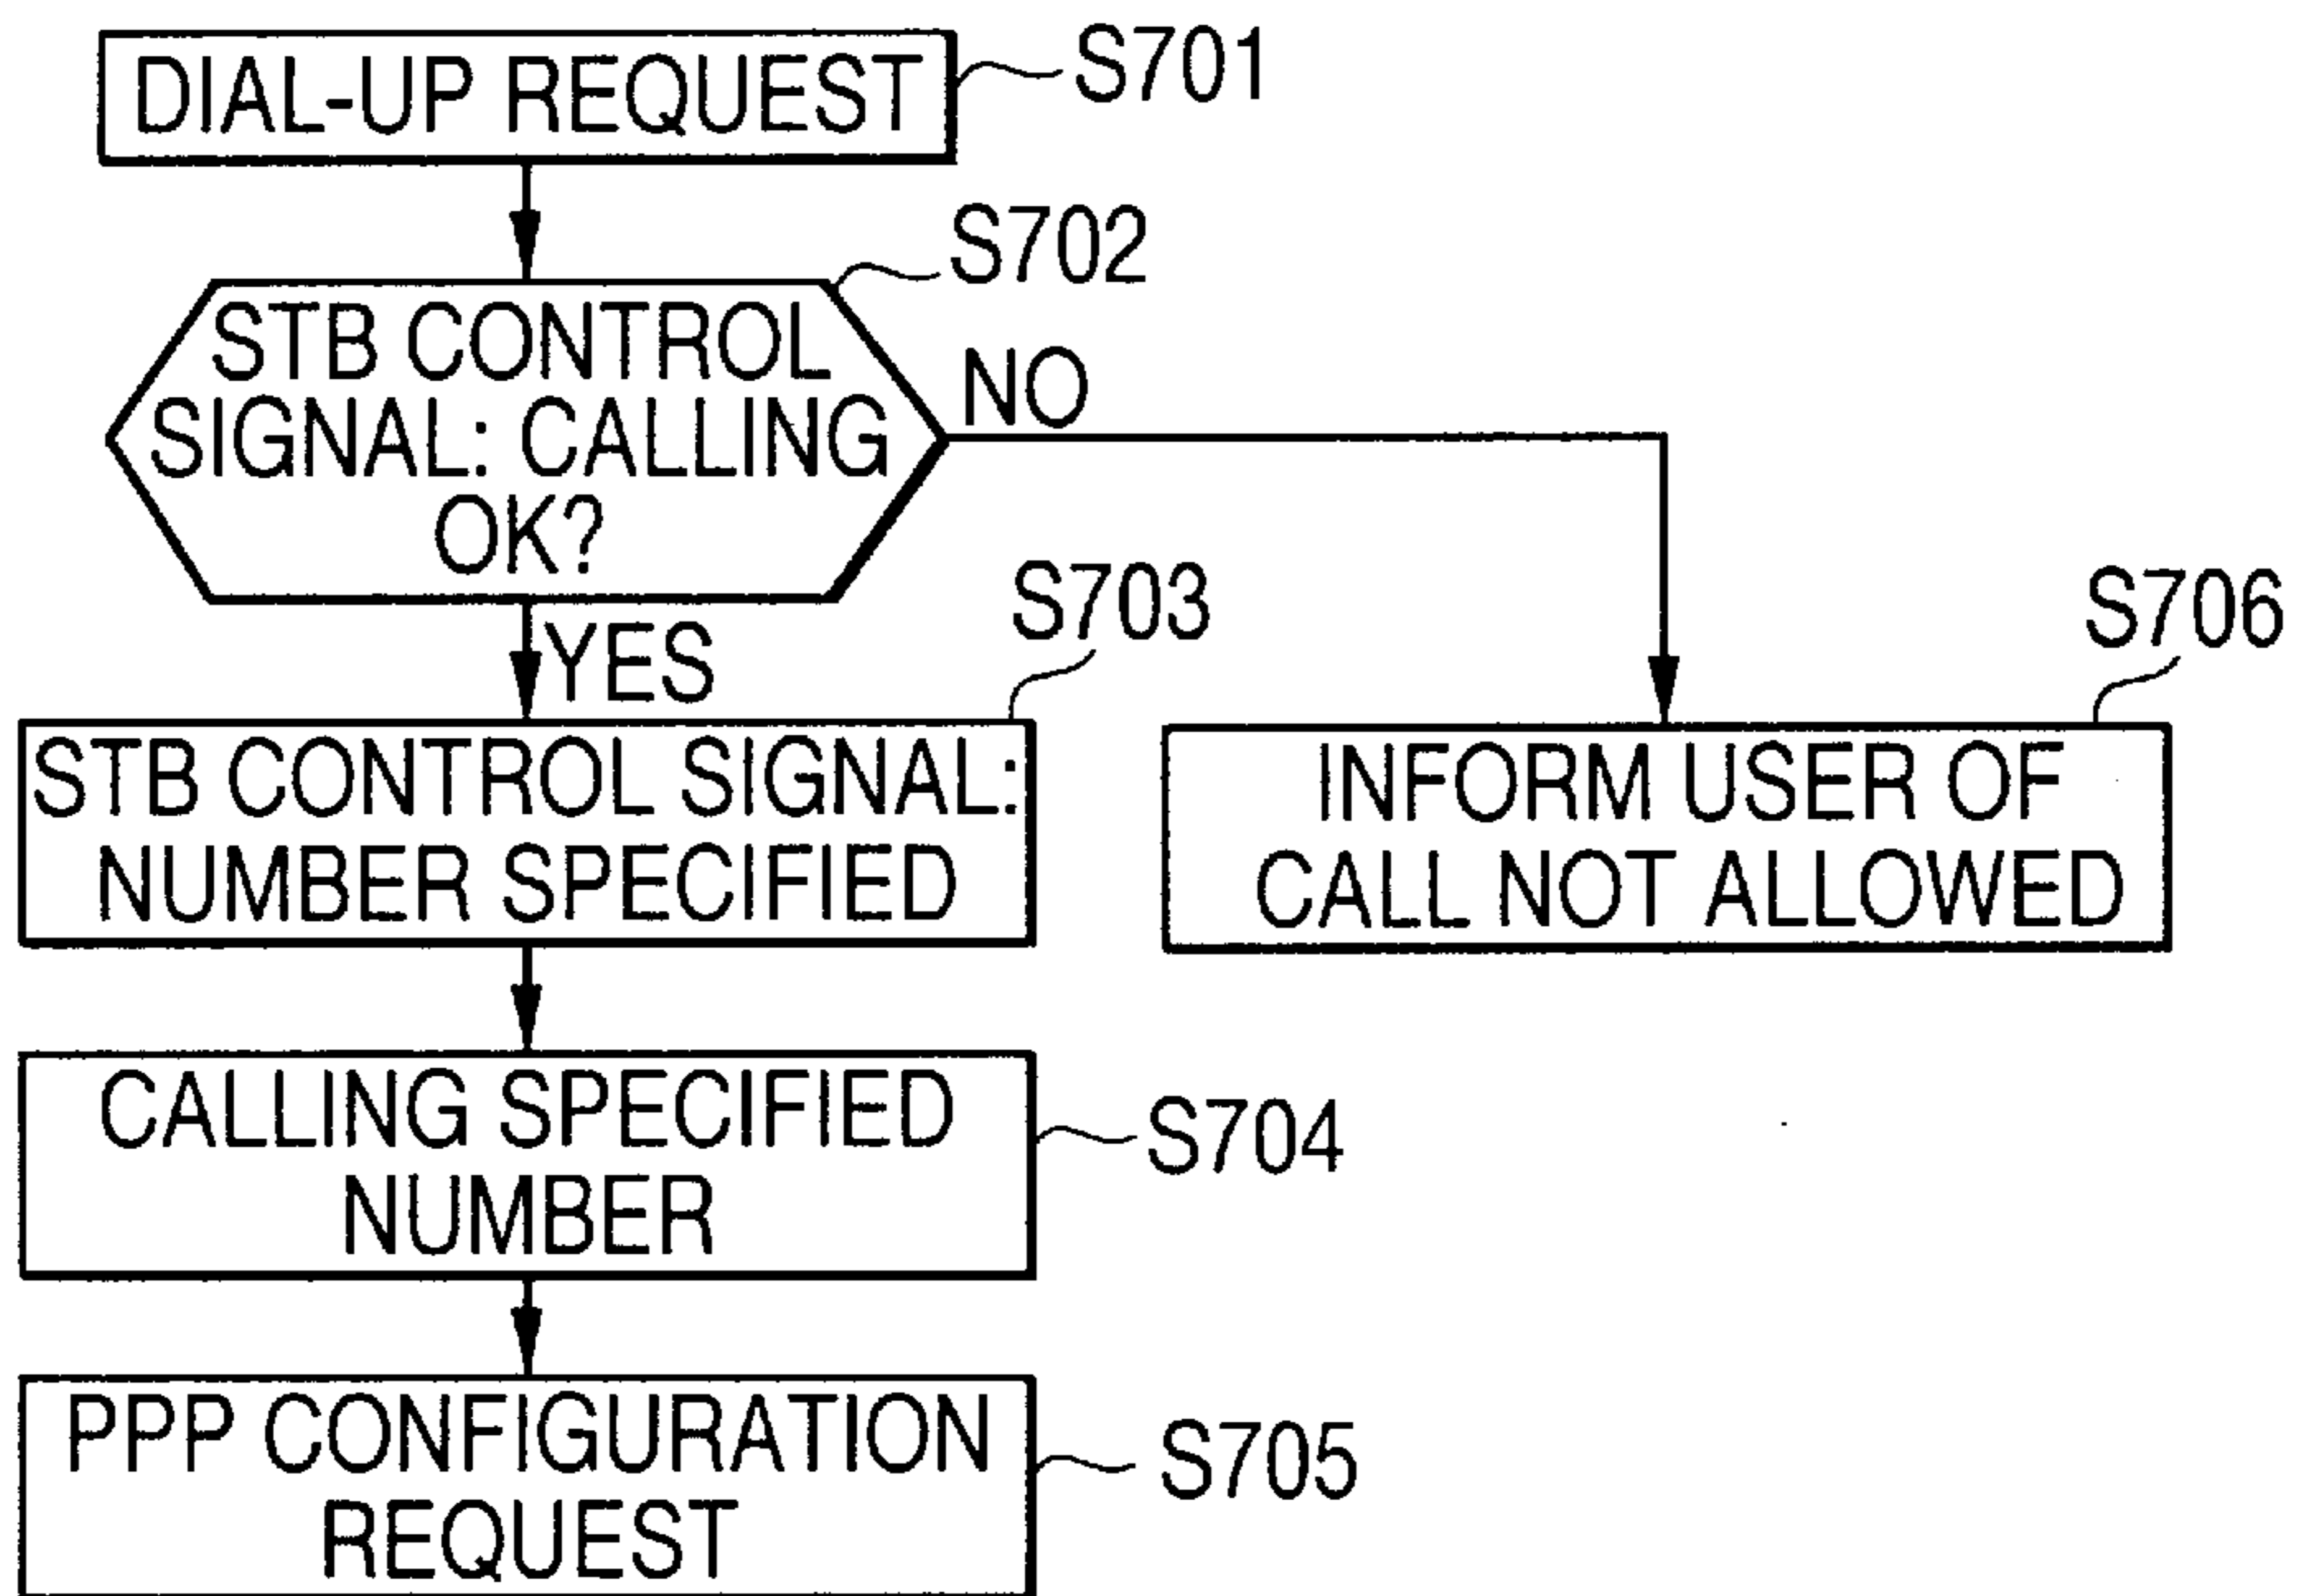 DIAL-UP REQUEST
S701
S702
STB CONTROL
SIGNAL: CALLING
OK?
NO
YES
S703
STB CONTROL SIGNAL:
NUMBER SPECIFIED
S706
INFORM USER OF
CALL NOT ALLOWED
CALLING SPECIFIED
NUMBER
S704
PPP CONFIGURATION
REQUEST
S705